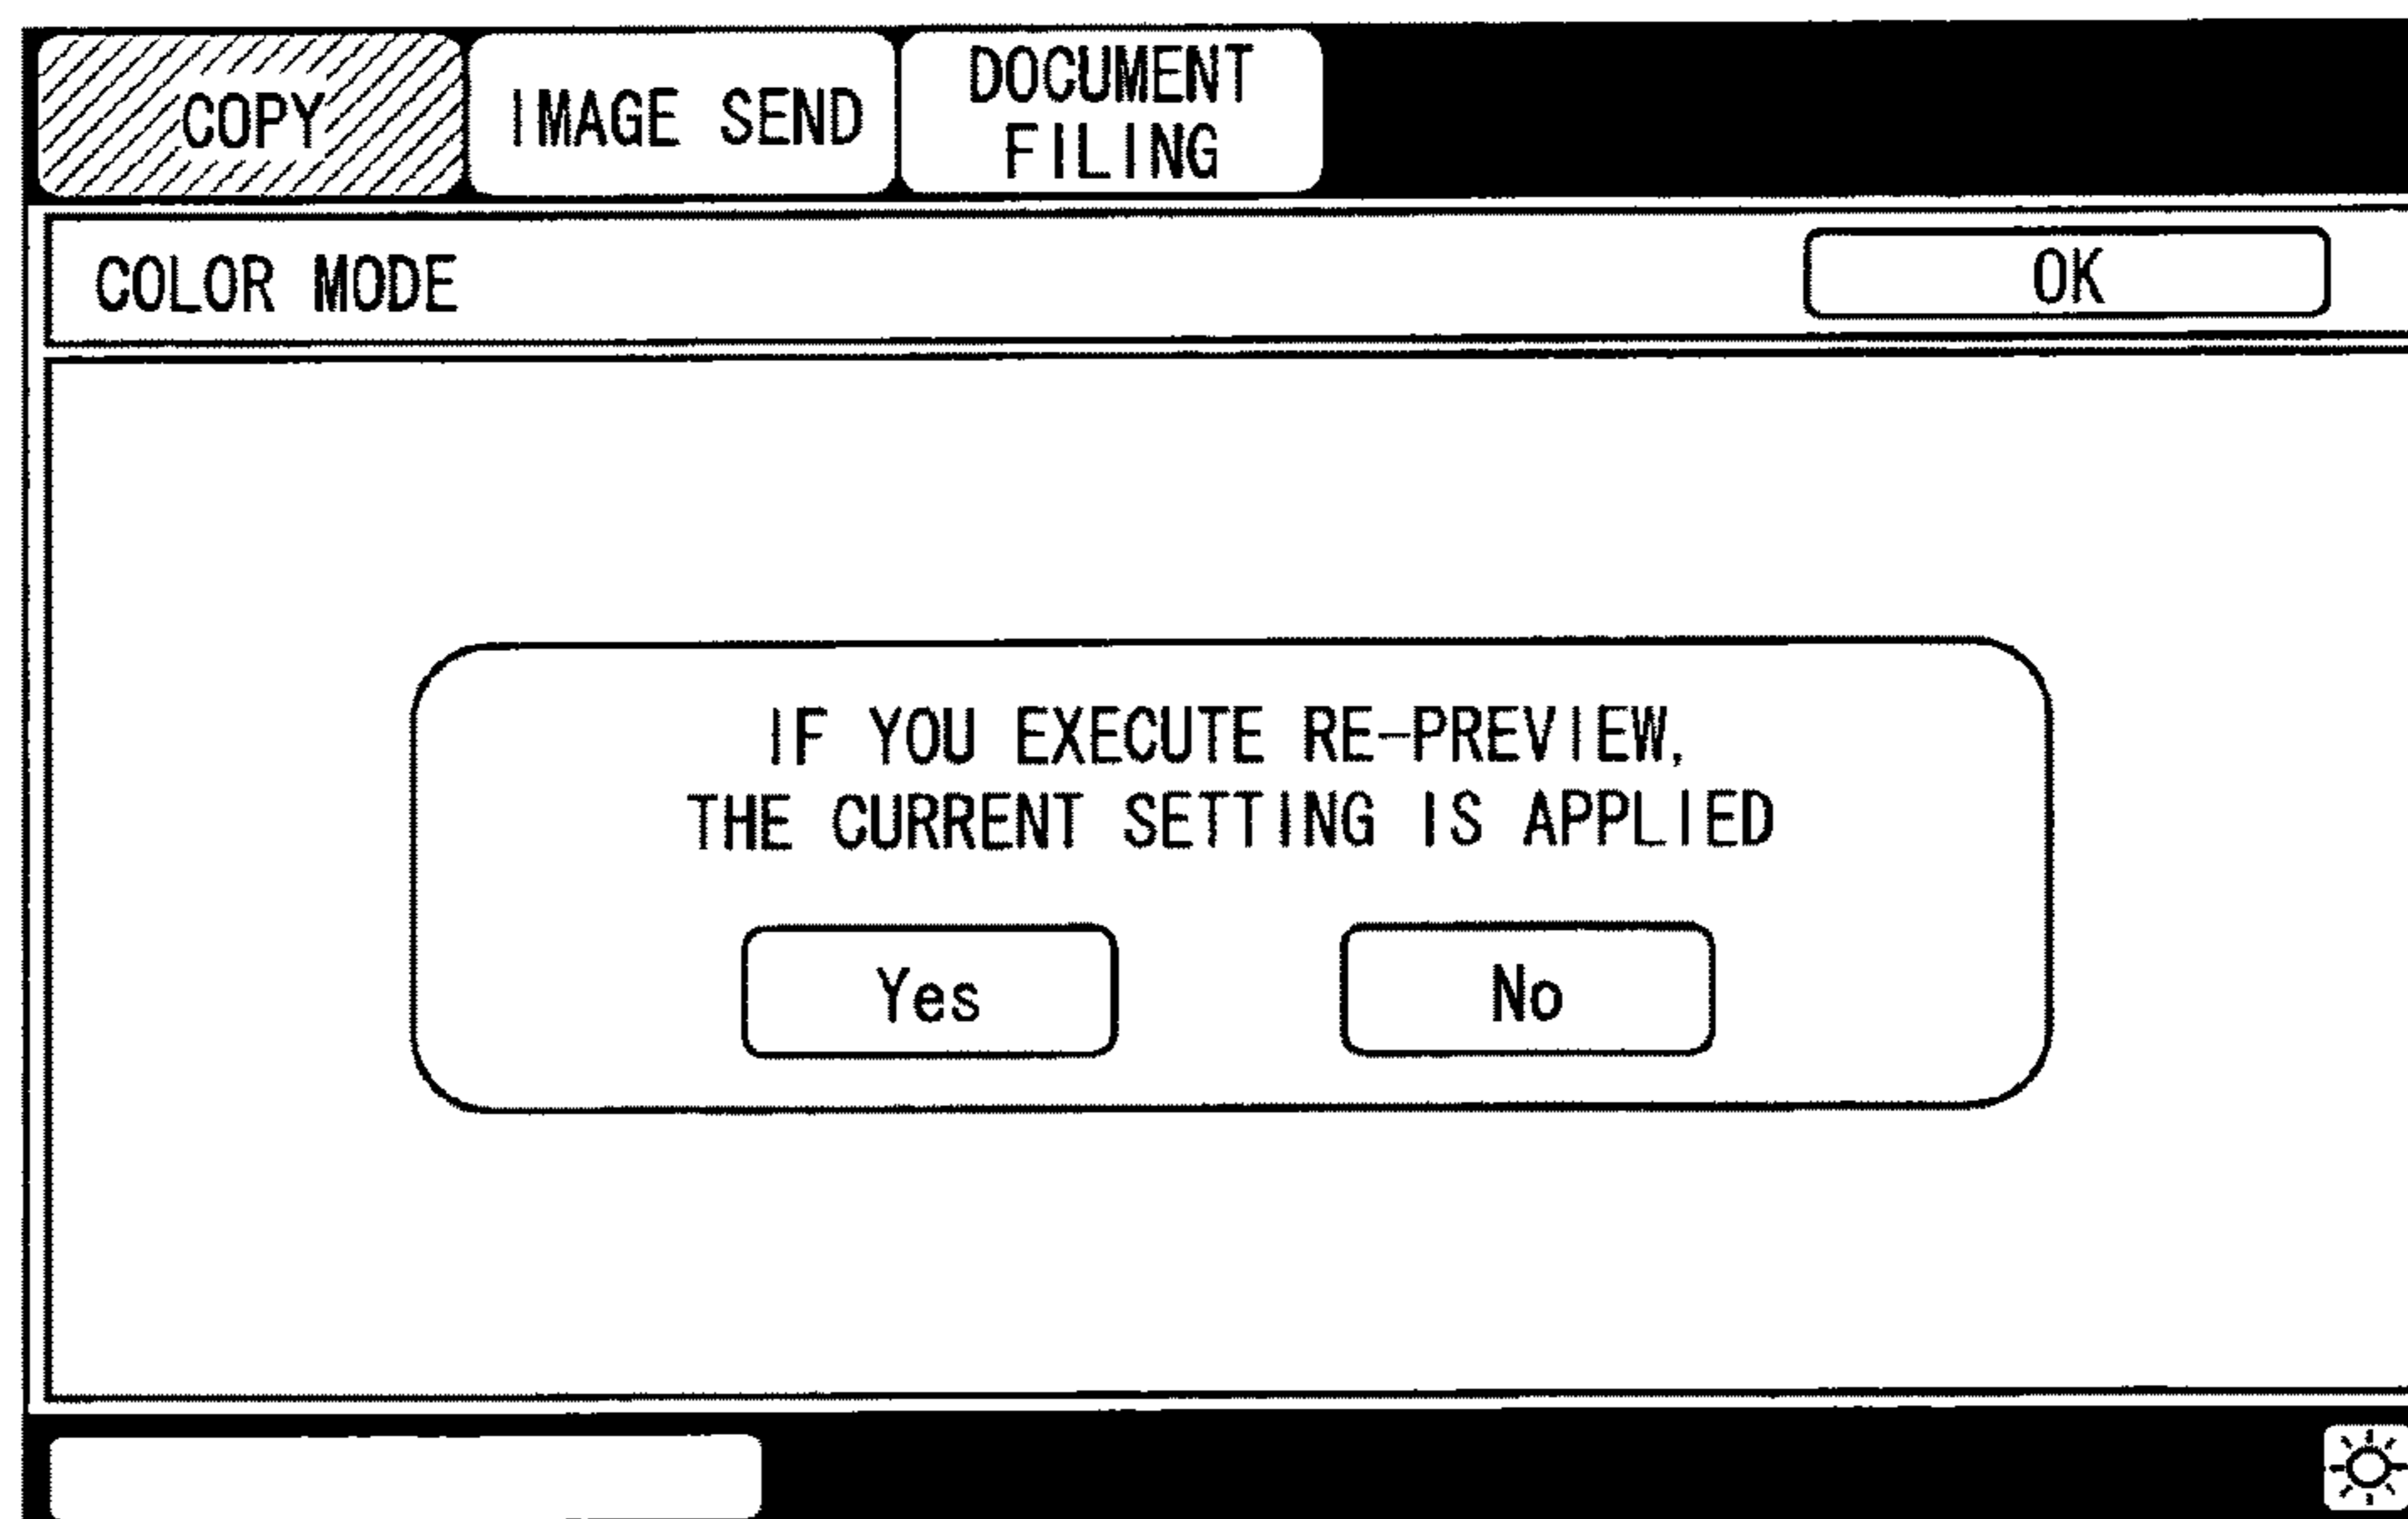 COPY
IMAGE SEND
DOCUMENT
FILING
COLOR MODE
OK
IF YOU EXECUTE RE-PREVIEW,
THE CURRENT SETTING IS APPLIED
Yes
No